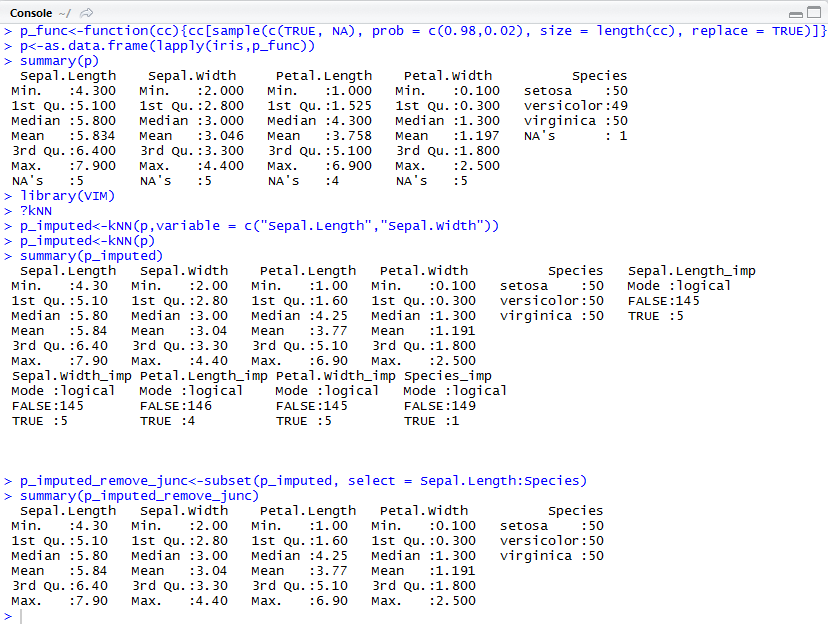 Console ~/
> p_func<-function(cc){cc[sample(c(TRUE, NA), prob = c(0.98,0.02), size = length(cc), replace = TRUE)]}
> p<-as.data.frame(lapply(iris,p_func))
> summary(p)
  Sepal.Length    Sepal.Width    Petal.Length    Petal.Width          Species
 Min.   :4.300   Min.   :2.000   Min.   :1.000   Min.   :0.100   setosa    :50
 1st Qu.:5.100   1st Qu.:2.800   1st Qu.:1.525   1st Qu.:0.300   versicolor:49
 Median :5.800   Median :3.000   Median :4.300   Median :1.300   virginica :50
 Mean   :5.834   Mean   :3.046   Mean   :3.758   Mean   :1.197   NA's      : 1
 3rd Qu.:6.400   3rd Qu.:3.300   3rd Qu.:5.100   3rd Qu.:1.800
 Max.   :7.900   Max.   :4.400   Max.   :6.900   Max.   :2.500
 NA's   :5       NA's   :5       NA's   :4       NA's   :5
> library(VIM)
> ?kNN
> p_imputed<-kNN(p,variable = c("Sepal.Length","Sepal.Width"))
> p_imputed<-kNN(p)
> summary(p_imputed)
  Sepal.Length   Sepal.Width    Petal.Length  Petal.Width          Species   Sepal.Length_imp
 Min.   :4.30   Min.   :2.00   Min.   :1.00   Min.   :0.100   setosa    :50   Mode :logical
 1st Qu.:5.10   1st Qu.:2.80   1st Qu.:1.60   1st Qu.:0.300   versicolor:50   FALSE:145
 Median :5.80   Median :3.00   Median :4.25   Median :1.300   virginica :50   TRUE :5
 Mean   :5.84   Mean   :3.04   Mean   :3.77   Mean   :1.191
 3rd Qu.:6.40   3rd Qu.:3.30   3rd Qu.:5.10   3rd Qu.:1.800
 Max.   :7.90   Max.   :4.40   Max.   :6.90   Max.   :2.500
 Sepal.Width_imp Petal.Length_imp Petal.Width_imp Species_imp
 Mode :logical   Mode :logical    Mode :logical   Mode :logical
 FALSE:145       FALSE:146        FALSE:145       FALSE:149
 TRUE :5         TRUE :4          TRUE :5         TRUE :1
> p_imputed_remove_junc<-subset(p_imputed, select = Sepal.Length:Species)
> summary(p_imputed_remove_junc)
  Sepal.Length   Sepal.Width    Petal.Length  Petal.Width          Species
 Min.   :4.30   Min.   :2.00   Min.   :1.00   Min.   :0.100   setosa    :50
 1st Qu.:5.10   1st Qu.:2.80   1st Qu.:1.60   1st Qu.:0.300   versicolor:50
 Median :5.80   Median :3.00   Median :4.25   Median :1.300   virginica :50
 Mean   :5.84   Mean   :3.04   Mean   :3.77   Mean   :1.191
 3rd Qu.:6.40   3rd Qu.:3.30   3rd Qu.:5.10   3rd Qu.:1.800
 Max.   :7.90   Max.   :4.40   Max.   :6.90   Max.   :2.500
>